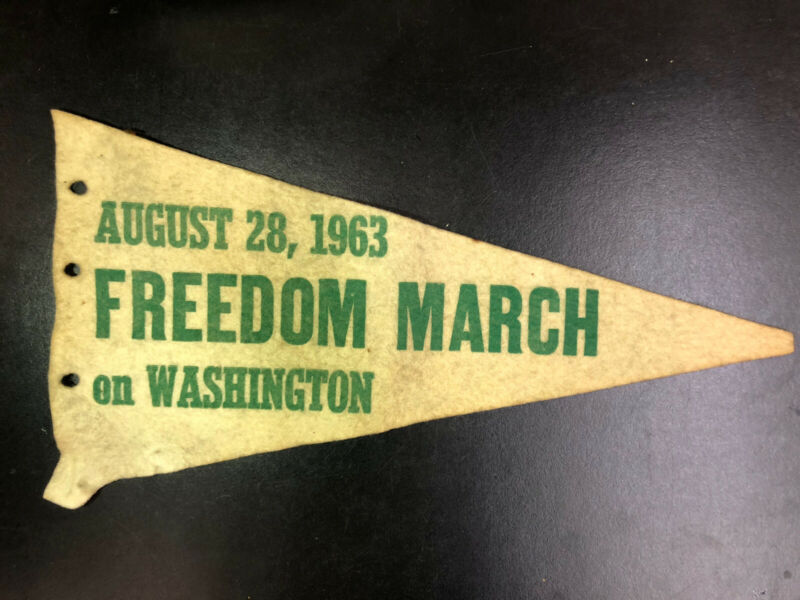 AUGUST 28, 1963
FREEDOM MARCH
on WASHINGTON